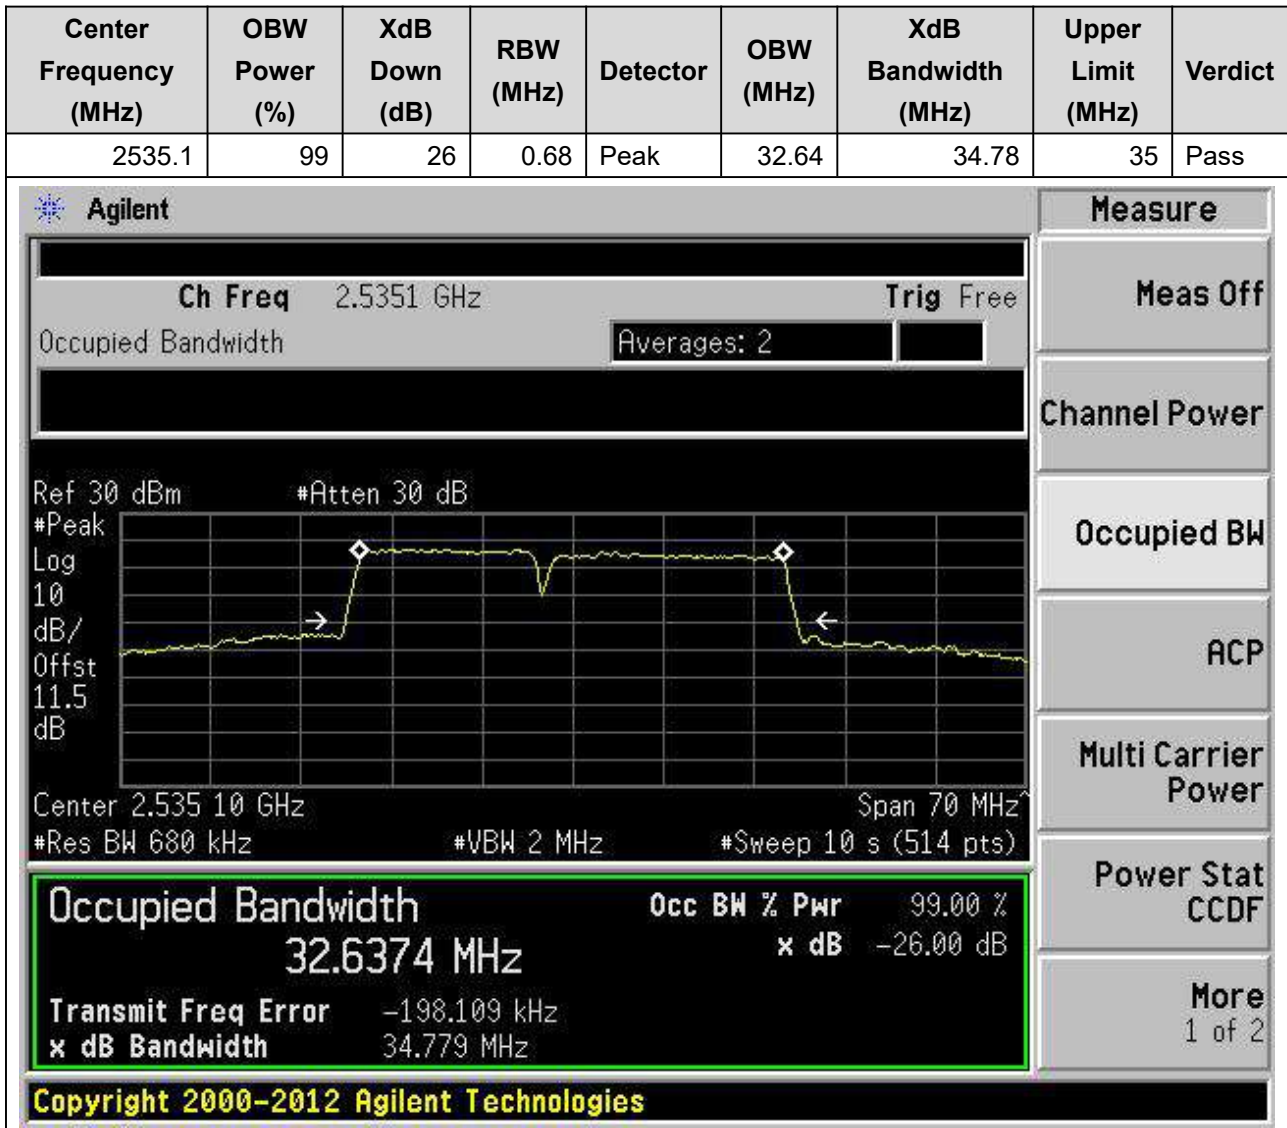 Center Frequency (MHz) OBW Power (%) XdB Down (dB) RBW (MHz) Detector OBW (MHz) XdB Bandwidth (MHz) Upper Limit (MHz) Verdict
2535.1 99 26 0.68 Peak 32.64 34.78 35 Pass
Agilent
Measure
Ch Freq 2.5351 GHz Trig Free
Meas Off
Occupied Bandwidth Averages: 2
Channel Power
Ref 30 dBm #Atten 30 dB
#Peak
Log
10
dB/
Offst
11.5
dB
Occupied BW
ACP
Multi Carrier
Power
Center 2.535 10 GHz Span 70 MHz^
#Res BW 680 kHz #VBW 2 MHz #Sweep 10 s (514 pts)
Power Stat
CCDF
Occupied Bandwidth Occ BW % Pwr 99.00 %
32.6374 MHz x dB -26.00 dB
More
1 of 2
Transmit Freq Error -198.109 kHz
x dB Bandwidth 34.779 MHz
Copyright 2000-2012 Agilent Technologies